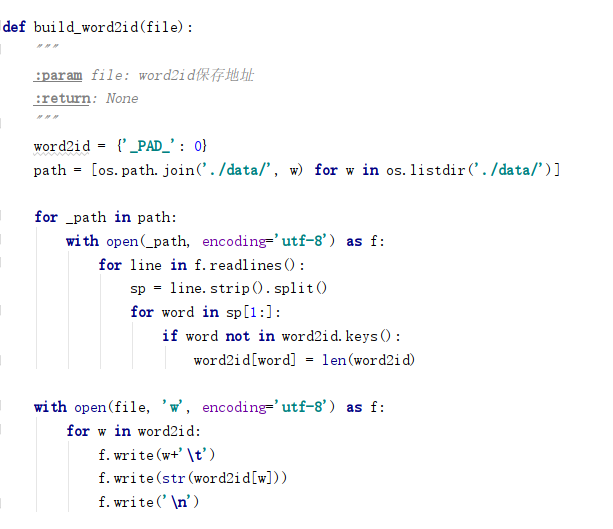 def build_word2id(file):
    """
    :param file: word2id保存地址
    :return: None
    """
    word2id = {'_PAD_': 0}
    path = [os.path.join('./data/', w) for w in os.listdir('./data/')]

    for _path in path:
        with open(_path, encoding='utf-8') as f:
            for line in f.readlines():
                sp = line.strip().split()
                for word in sp[1:]:
                    if word not in word2id.keys():
                        word2id[word] = len(word2id)

    with open(file, 'w', encoding='utf-8') as f:
        for w in word2id:
            f.write(w+'\t')
            f.write(str(word2id[w]))
            f.write('\n')